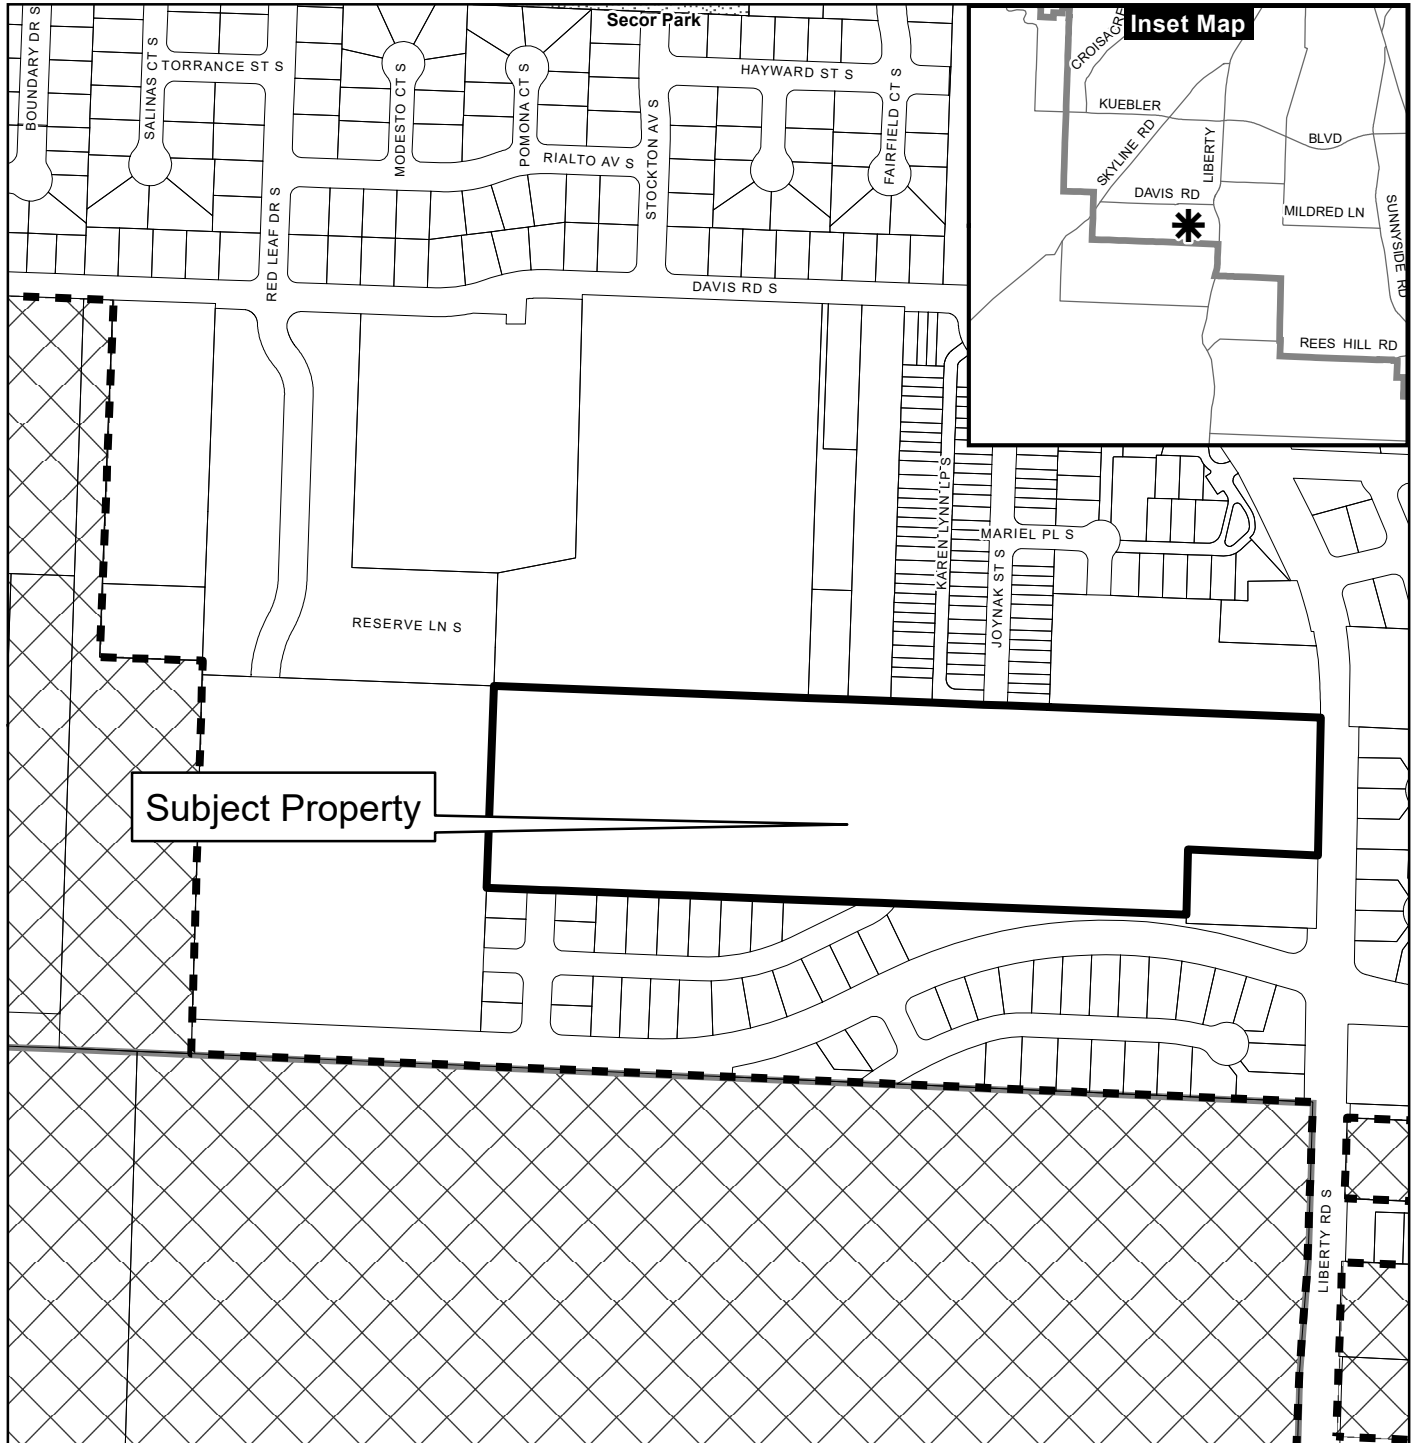 Secor Park
Inset Map
BOUNDARY DR S
SALINAS CT S
TORRANCE ST S
MODESTO CT S
POMONA CT S
RIALTO AV S
STOCKTON AV S
HAYWARD ST S
FAIRFIELD CT S
RED LEAF DR S
DAVIS RD S
CROISACRE
KUEBLER
BLVD
SKYLINE RD
LIBERTY
DAVIS RD
MILDRED LN
SUNNYSIDE RD
REES HILL RD
KAREN LYNN LP S
MARIEL PL S
JOYNAK ST S
RESERVE LN S
Subject Property
LIBERTY RD S